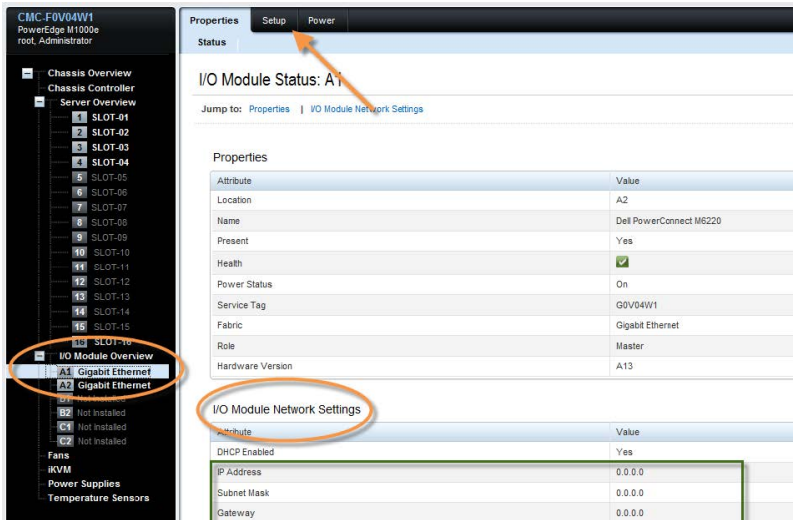 CMC-F0V04W1
PowerEdge M1000e
root, Administrator
Chassis Overview
Chassis Controller
Server Overview
1 SLOT-01
2 SLOT-02
3 SLOT-03
4 SLOT-04
5 SLOT-05
6 SLOT-06
7 SLOT-07
8 SLOT-08
9 SLOT-09
10 SLOT-10
11 SLOT-11
12 SLOT-12
13 SLOT-13
14 SLOT-14
15 SLOT-15
16 SLOT-16
I/O Module Overview
A1 Gigabit Ethernet
A2 Gigabit Ethernet
B1 Not Installed
B2 Not Installed
C1 Not Installed
C2 Not Installed
Fans
iKVM
Power Supplies
Temperature Sensors
Properties Setup Power
Status
I/O Module Status: A1
Jump to: Properties | I/O Module Network Settings
Properties
Attribute Value
Location A2
Name Dell PowerConnect M6220
Present Yes
Health
Power Status On
Service Tag G0V04W1
Fabric Gigabit Ethernet
Role Master
Hardware Version A13
I/O Module Network Settings
Attribute Value
DHCP Enabled Yes
IP Address 0.0.0.0
Subnet Mask 0.0.0.0
Gateway 0.0.0.0